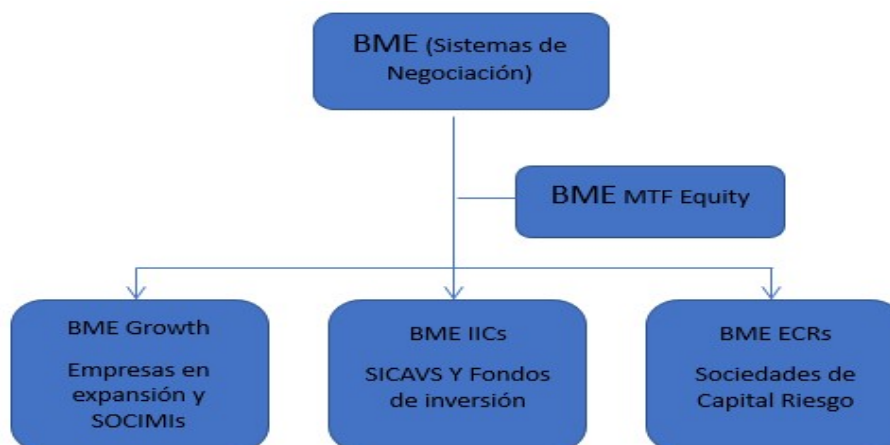 BME (Sistemas de
Negociación)
BME MTF Equity
BME Growth
Empresas en
expansión y
SOCIMIs
BME IICs
SICAVS Y Fondos
de inversión
BME ECRs
Sociedades de
Capital Riesgo